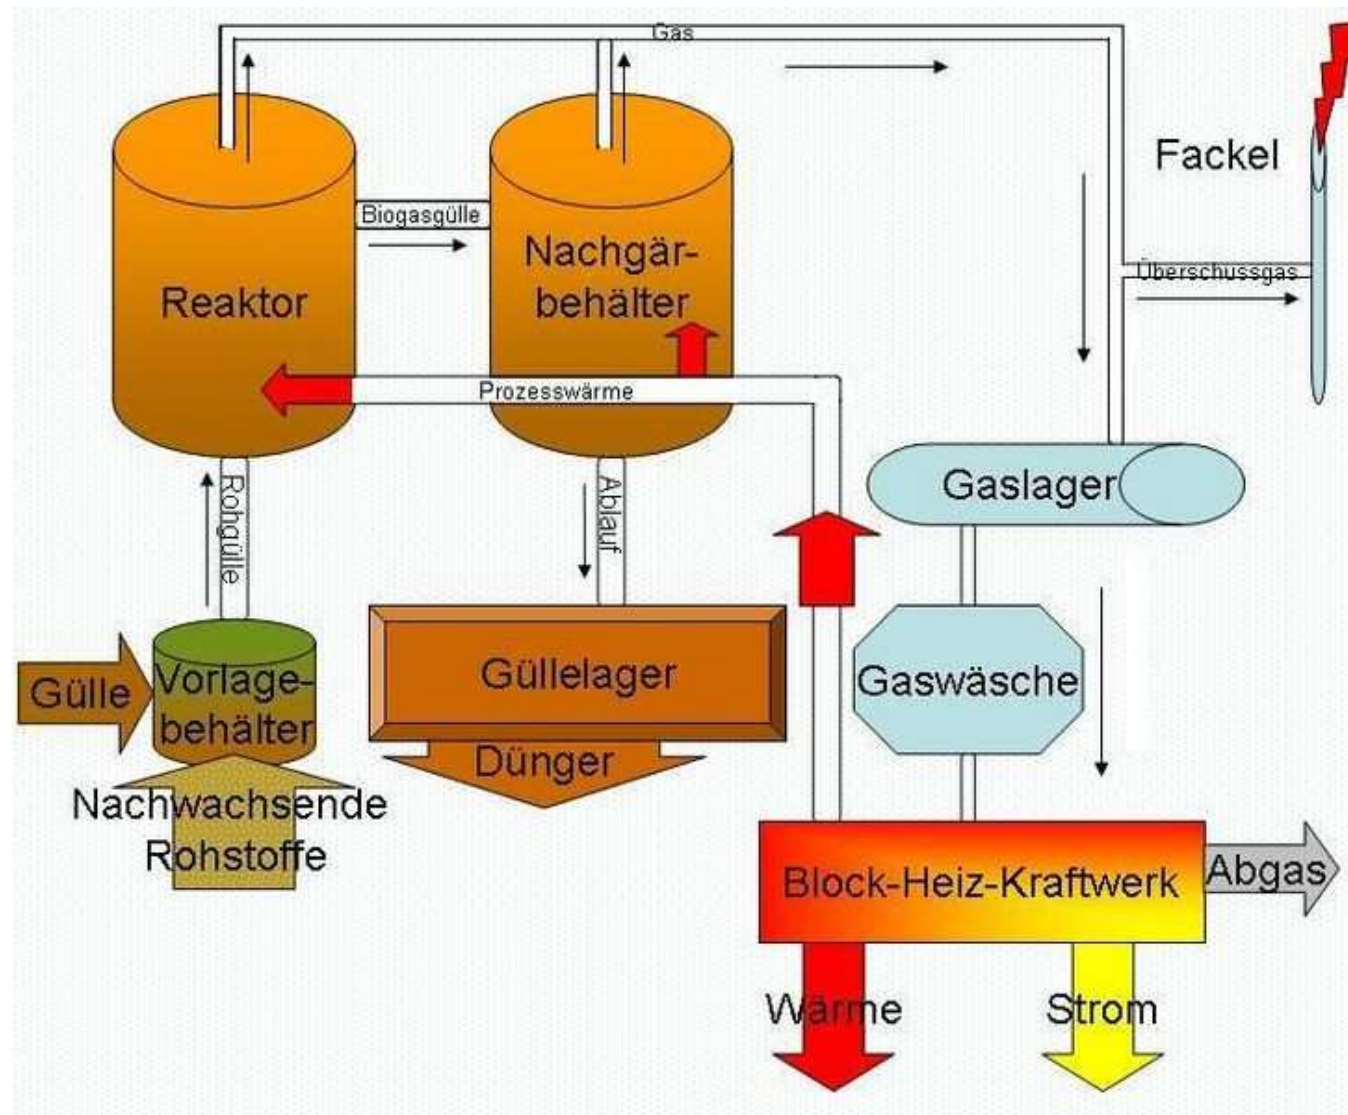 Gas
Fackel
Biogasgülle
Nachgär-
behälter
Reaktor
Überschussgas
Prozesswärme
Gaslager
Rohgülle
Ablauf
Gülle
Vorlage-
behälter
Güllelager
Gaswäsche
Dünger
Nachwachsende
Rohstoffe
Block-Heiz-Kraftwerk
Abgas
Wärme
Strom